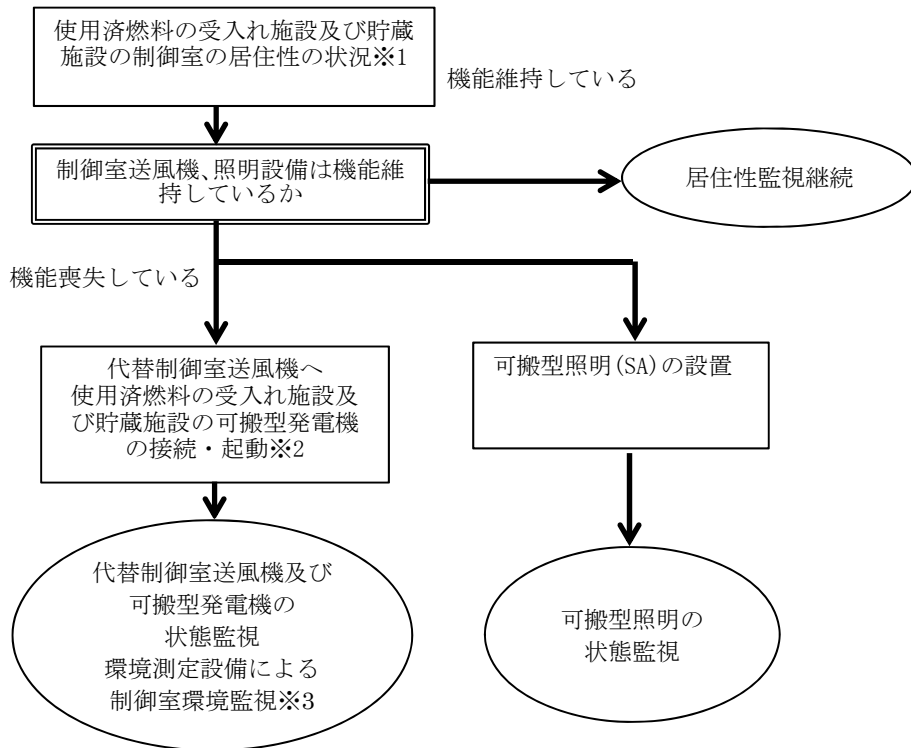 使用済燃料の受入れ施設及び貯蔵
施設の制御室の居住性の状況※1
機能維持している
制御室送風機、照明設備は機能維
持しているか
居住性監視継続
機能喪失している
代替制御室送風機へ
使用済燃料の受入れ施設及
び貯蔵施設の可搬型発電機
の接続・起動※2
可搬型照明(SA)の設置
代替制御室送風機及び
可搬型発電機の
状態監視
環境測定設備による
制御室環境監視※3
可搬型照明の
状態監視